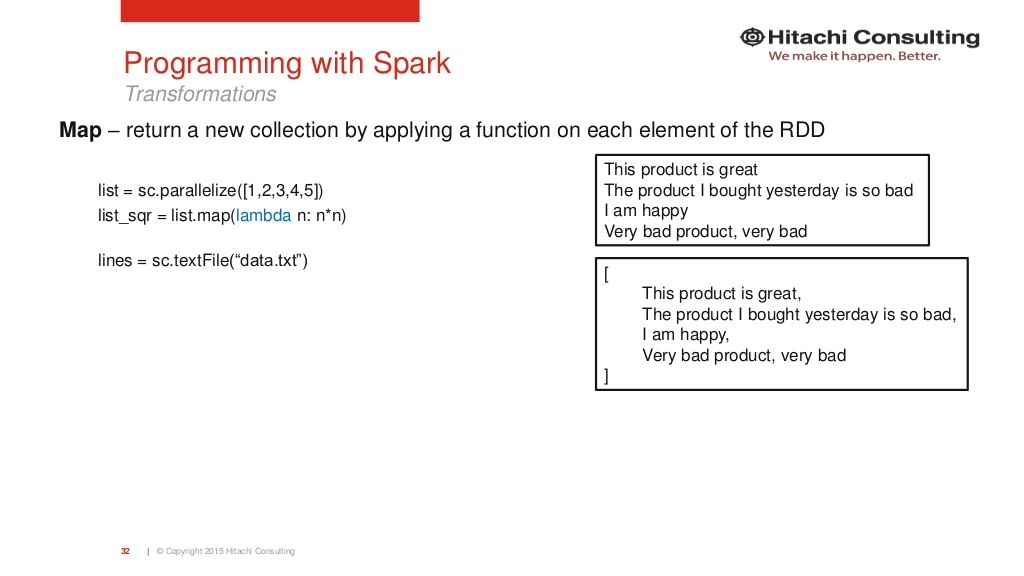 Hitachi Consulting
We make it happen. Better.
Programming with Spark
Transformations
Map – return a new collection by applying a function on each element of the RDD
list = sc.parallelize([1,2,3,4,5])
list_sqr = list.map(lambda n: n*n)
lines = sc.textFile(“data.txt”)
This product is great
The product I bought yesterday is so bad
I am happy
Very bad product, very bad
[
This product is great,
The product I bought yesterday is so bad,
I am happy,
Very bad product, very bad
]
32 | © Copyright 2015 Hitachi Consulting